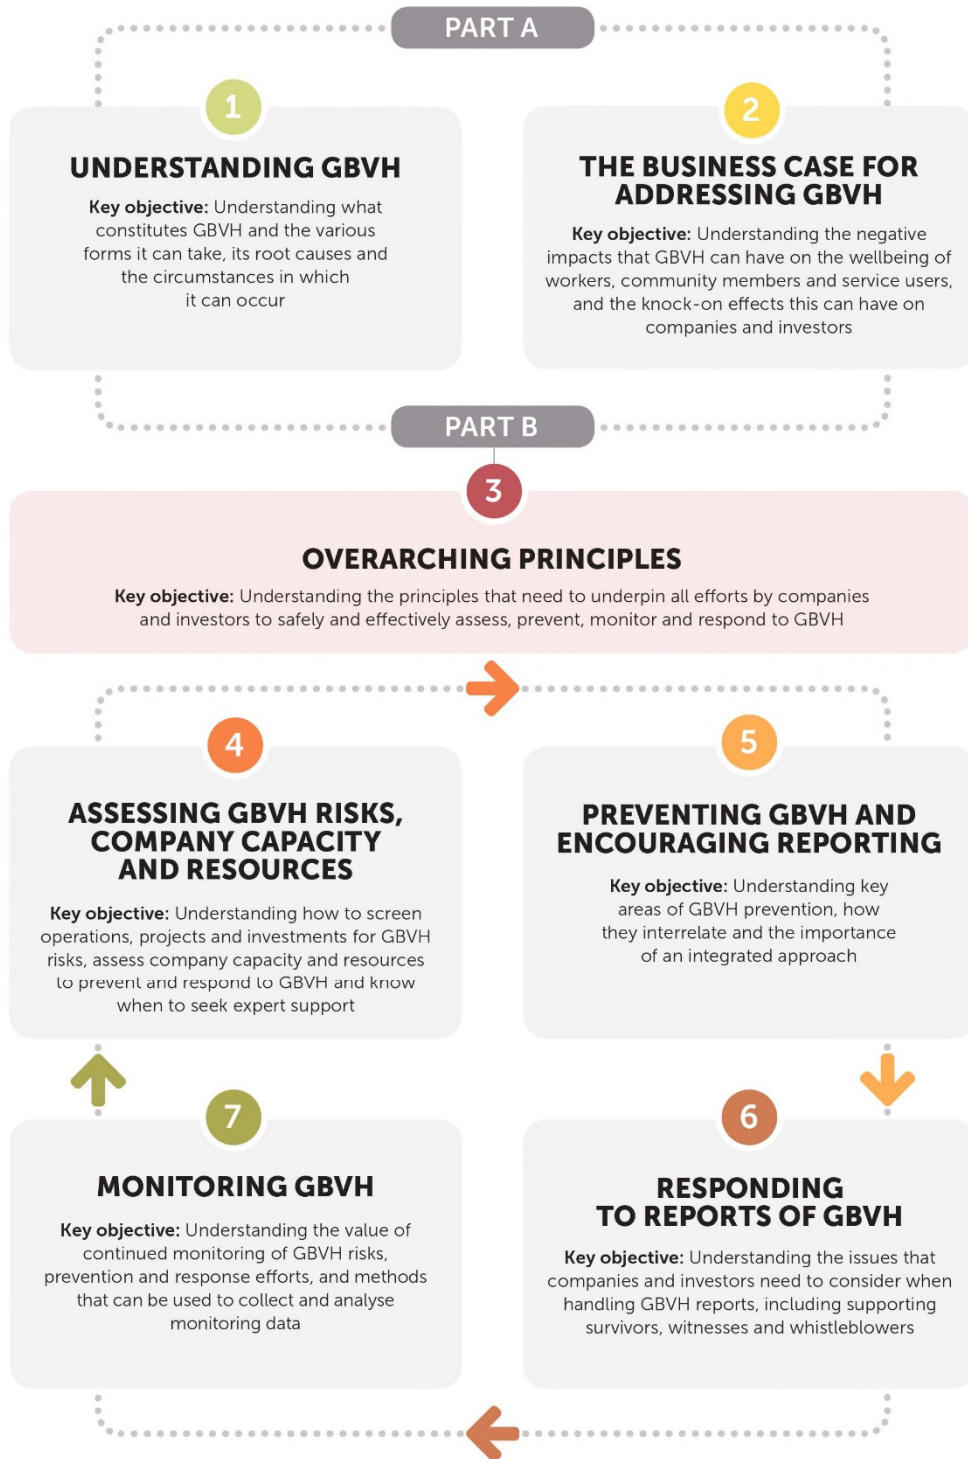 PART A
1
UNDERSTANDING GBVH
Key objective: Understanding what
constitutes GBVH and the various
forms it can take, its root causes and
the circumstances in which
it can occur
2
THE BUSINESS CASE FOR
ADDRESSING GBVH
Key objective: Understanding the negative
impacts that GBVH can have on the wellbeing of
workers, community members and service users,
and the knock-on effects this can have on
companies and investors
PART B
3
OVERARCHING PRINCIPLES
Key objective: Understanding the principles that need to underpin all efforts by companies
and investors to safely and effectively assess, prevent, monitor and respond to GBVH
4
ASSESSING GBVH RISKS,
COMPANY CAPACITY
AND RESOURCES
Key objective: Understanding how to screen
operations, projects and investments for GBVH
risks, assess company capacity and resources
to prevent and respond to GBVH and know
when to seek expert support
5
PREVENTING GBVH AND
ENCOURAGING REPORTING
Key objective: Understanding key
areas of GBVH prevention, how
they interrelate and the importance
of an integrated approach
6
RESPONDING
TO REPORTS OF GBVH
Key objective: Understanding the issues that
companies and investors need to consider when
handling GBVH reports, including supporting
survivors, witnesses and whistleblowers
7
MONITORING GBVH
Key objective: Understanding the value of
continued monitoring of GBVH risks,
prevention and response efforts, and methods
that can be used to collect and analyse
monitoring data